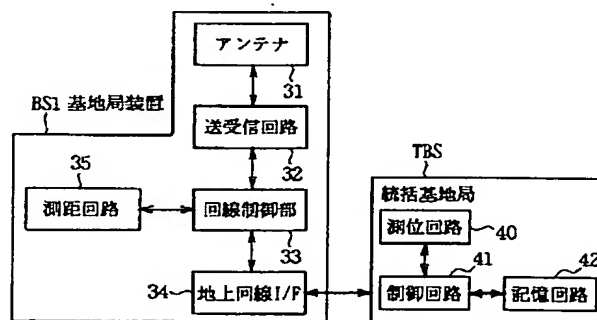 アンテナ
31
BS1 基地局装置
送受信回路
32
35
測距回路
回線制御部
33
34
地上回線I/F
TBS
統括基地局
測位回路
40
41
制御回路
42
記憶回路